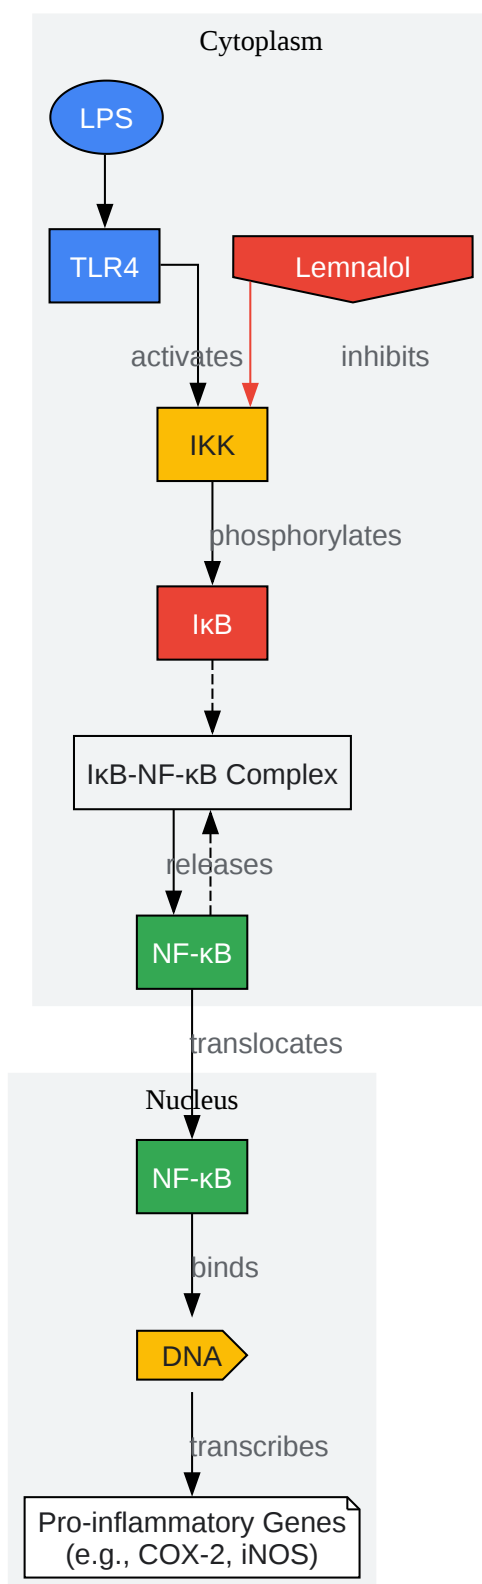 Cytoplasm
LPS
TLR4
Lemnalol
activates
inhibits
IKK
phosphorylates
IκB
IκB-NF-κB Complex
releases
NF-κB
translocates
Nucleus
NF-κB
binds
DNA
transcribes
Pro-inflammatory Genes
(e.g., COX-2, iNOS)